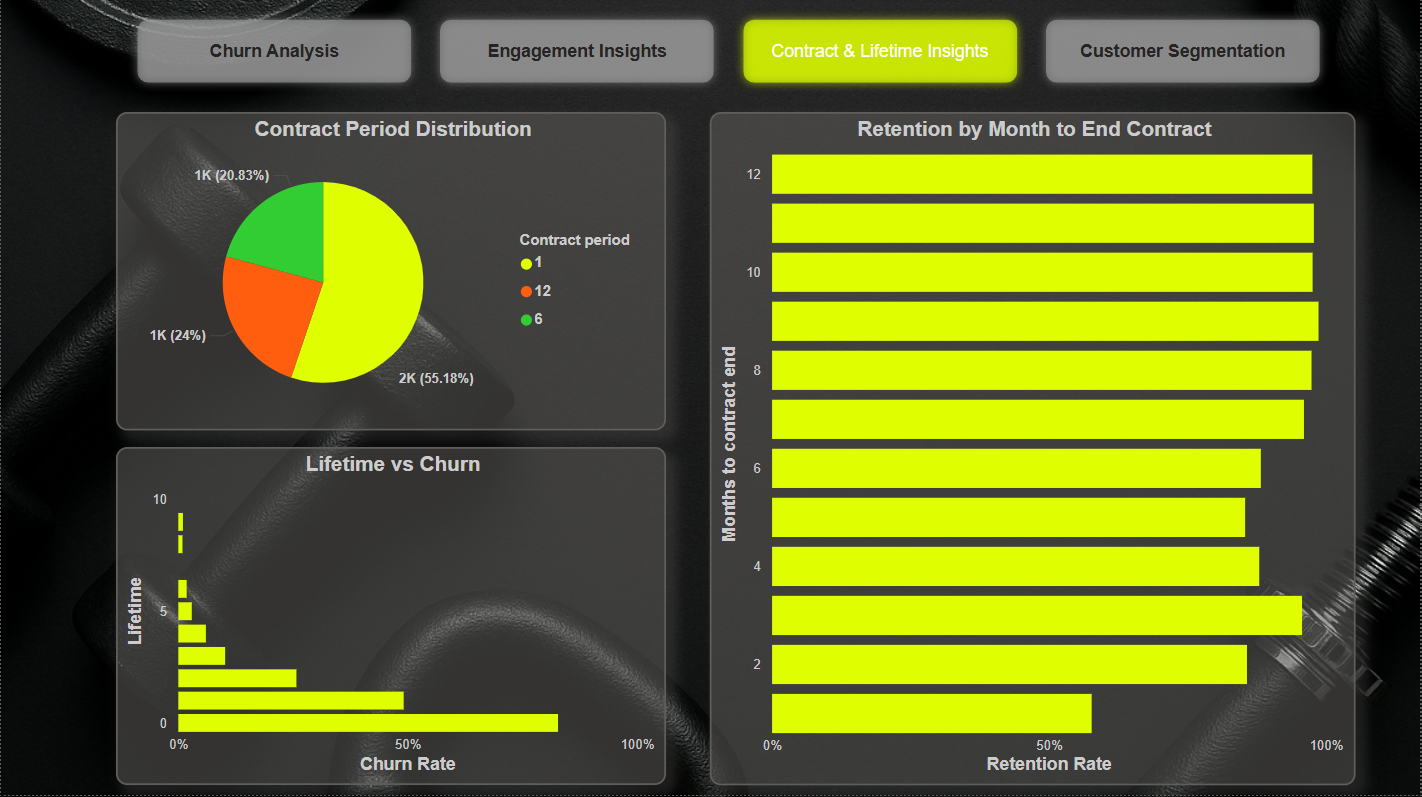 Churn Analysis
Engagement Insights
Contract & Lifetime Insights
Customer Segmentation
Contract Period Distribution
1K (20.83%)
1K (24%)
2K (55.18%)
Contract period
1
12
6
Lifetime vs Churn
Lifetime
10
5
0
0%
50%
100%
Churn Rate
Retention by Month to End Contract
Months to contract end
12
10
8
6
4
2
0%
50%
100%
Retention Rate